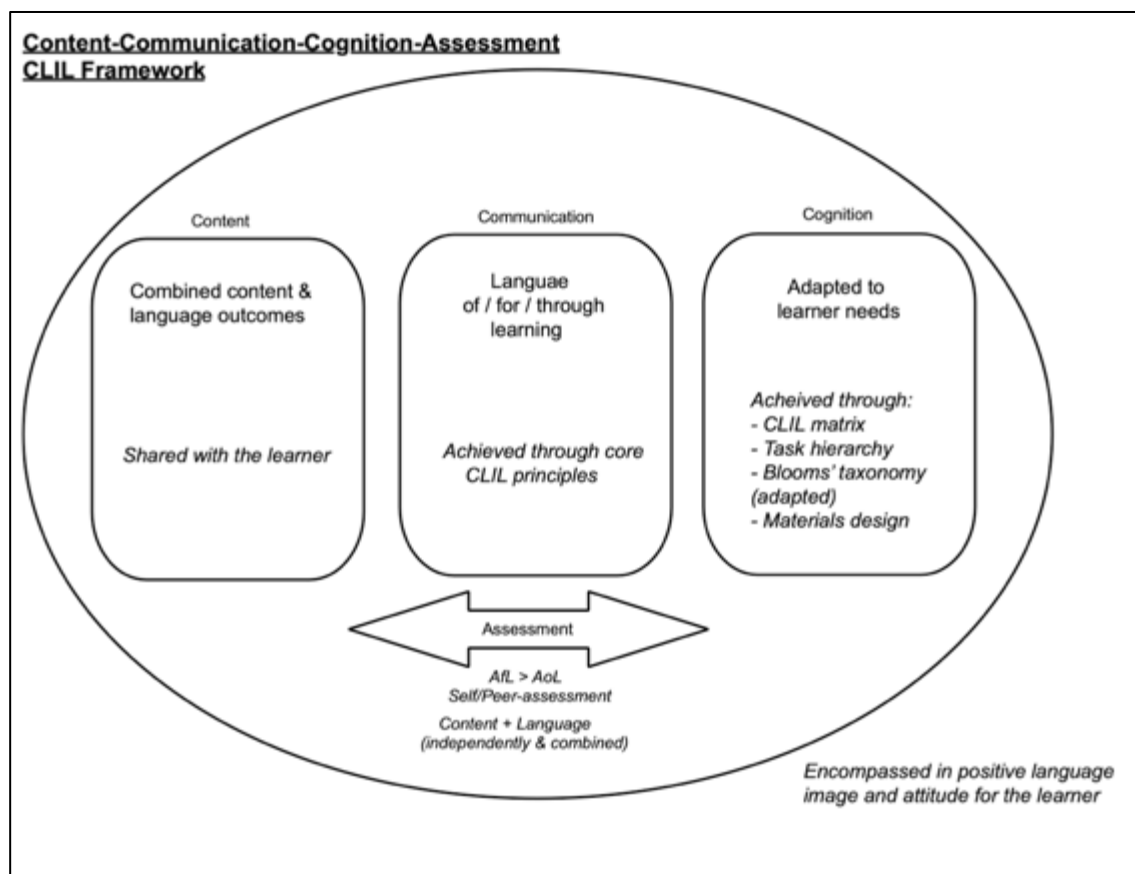 Content-Communication-Cognition-Assessment
CLIL Framework
Content
Combined content &
language outcomes
Shared with the learner
Communication
Languae
of / for / through
learning
Achieved through core
CLIL principles
Cognition
Adapted to
learner needs
Acheived through:
- CLIL matrix
- Task hierarchy
- Blooms' taxonomy
(adapted)
- Materials design
Assessment
AfL > AoL
Self/Peer-assessment
Content + Language
(independently & combined)
Encompassed in positive language
image and attitude for the learner